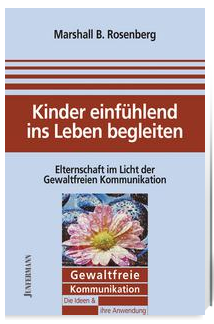 Marshall B. Rosenberg
Kinder einfühlend
ins Leben begleiten
Elternschaft im Licht der
Gewaltfreien Kommunikation
JUNFERMANN
Gewaltfreie
Kommunikation
Die Ideen &
ihre Anwendung